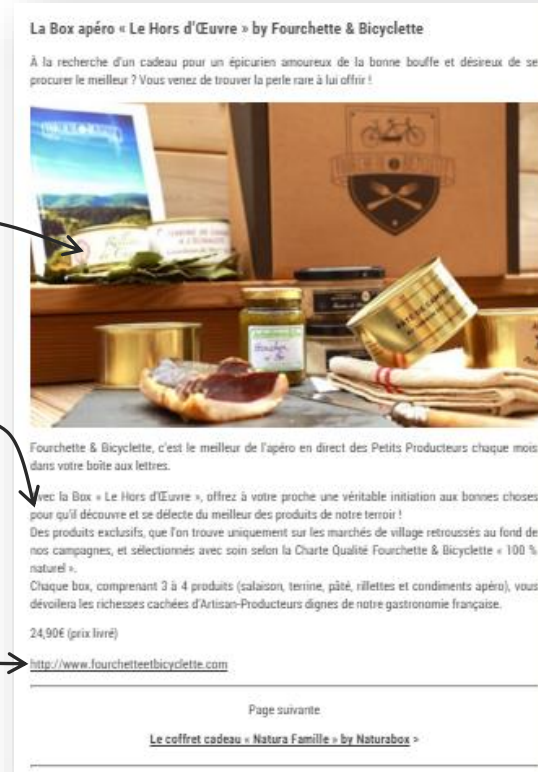 La Box apéro « Le Hors d'Œuvre » by Fourchette & Bicyclette
À la recherche d'un cadeau pour un épicurien amoureux de la bonne bouffe et désireux de se
procurer le meilleur ? Vous venez de trouver la perle rare à lui offrir !
Fourchette & Bicyclette, c'est le meilleur de l'apéro en direct des Petits Producteurs chaque mois
dans votre boîte aux lettres.
vec la Box « Le Hors d'Œuvre », offrez à votre proche une véritable initiation aux bonnes choses
pour qu'il découvre et se délecte du meilleur des produits de notre terroir !
Des produits exclusifs, que l'on trouve uniquement sur les marchés de village retroussés au fond de
nos campagnes, et sélectionnés avec soin selon la Charte Qualité Fourchette & Bicyclette « 100 %
naturel ».
Chaque box, comprenant 3 à 4 produits (salaison, terrine, pâté, rillettes et condiments apéro), vous
dévoilera les richesses cachées d'Artisan-Producteurs dignes de notre gastronomie française.
24,90€ (prix livré)
http://www.fourchetteetbicyclette.com
Page suivante
Le coffret cadeau « Natura Famille » by Naturabox >